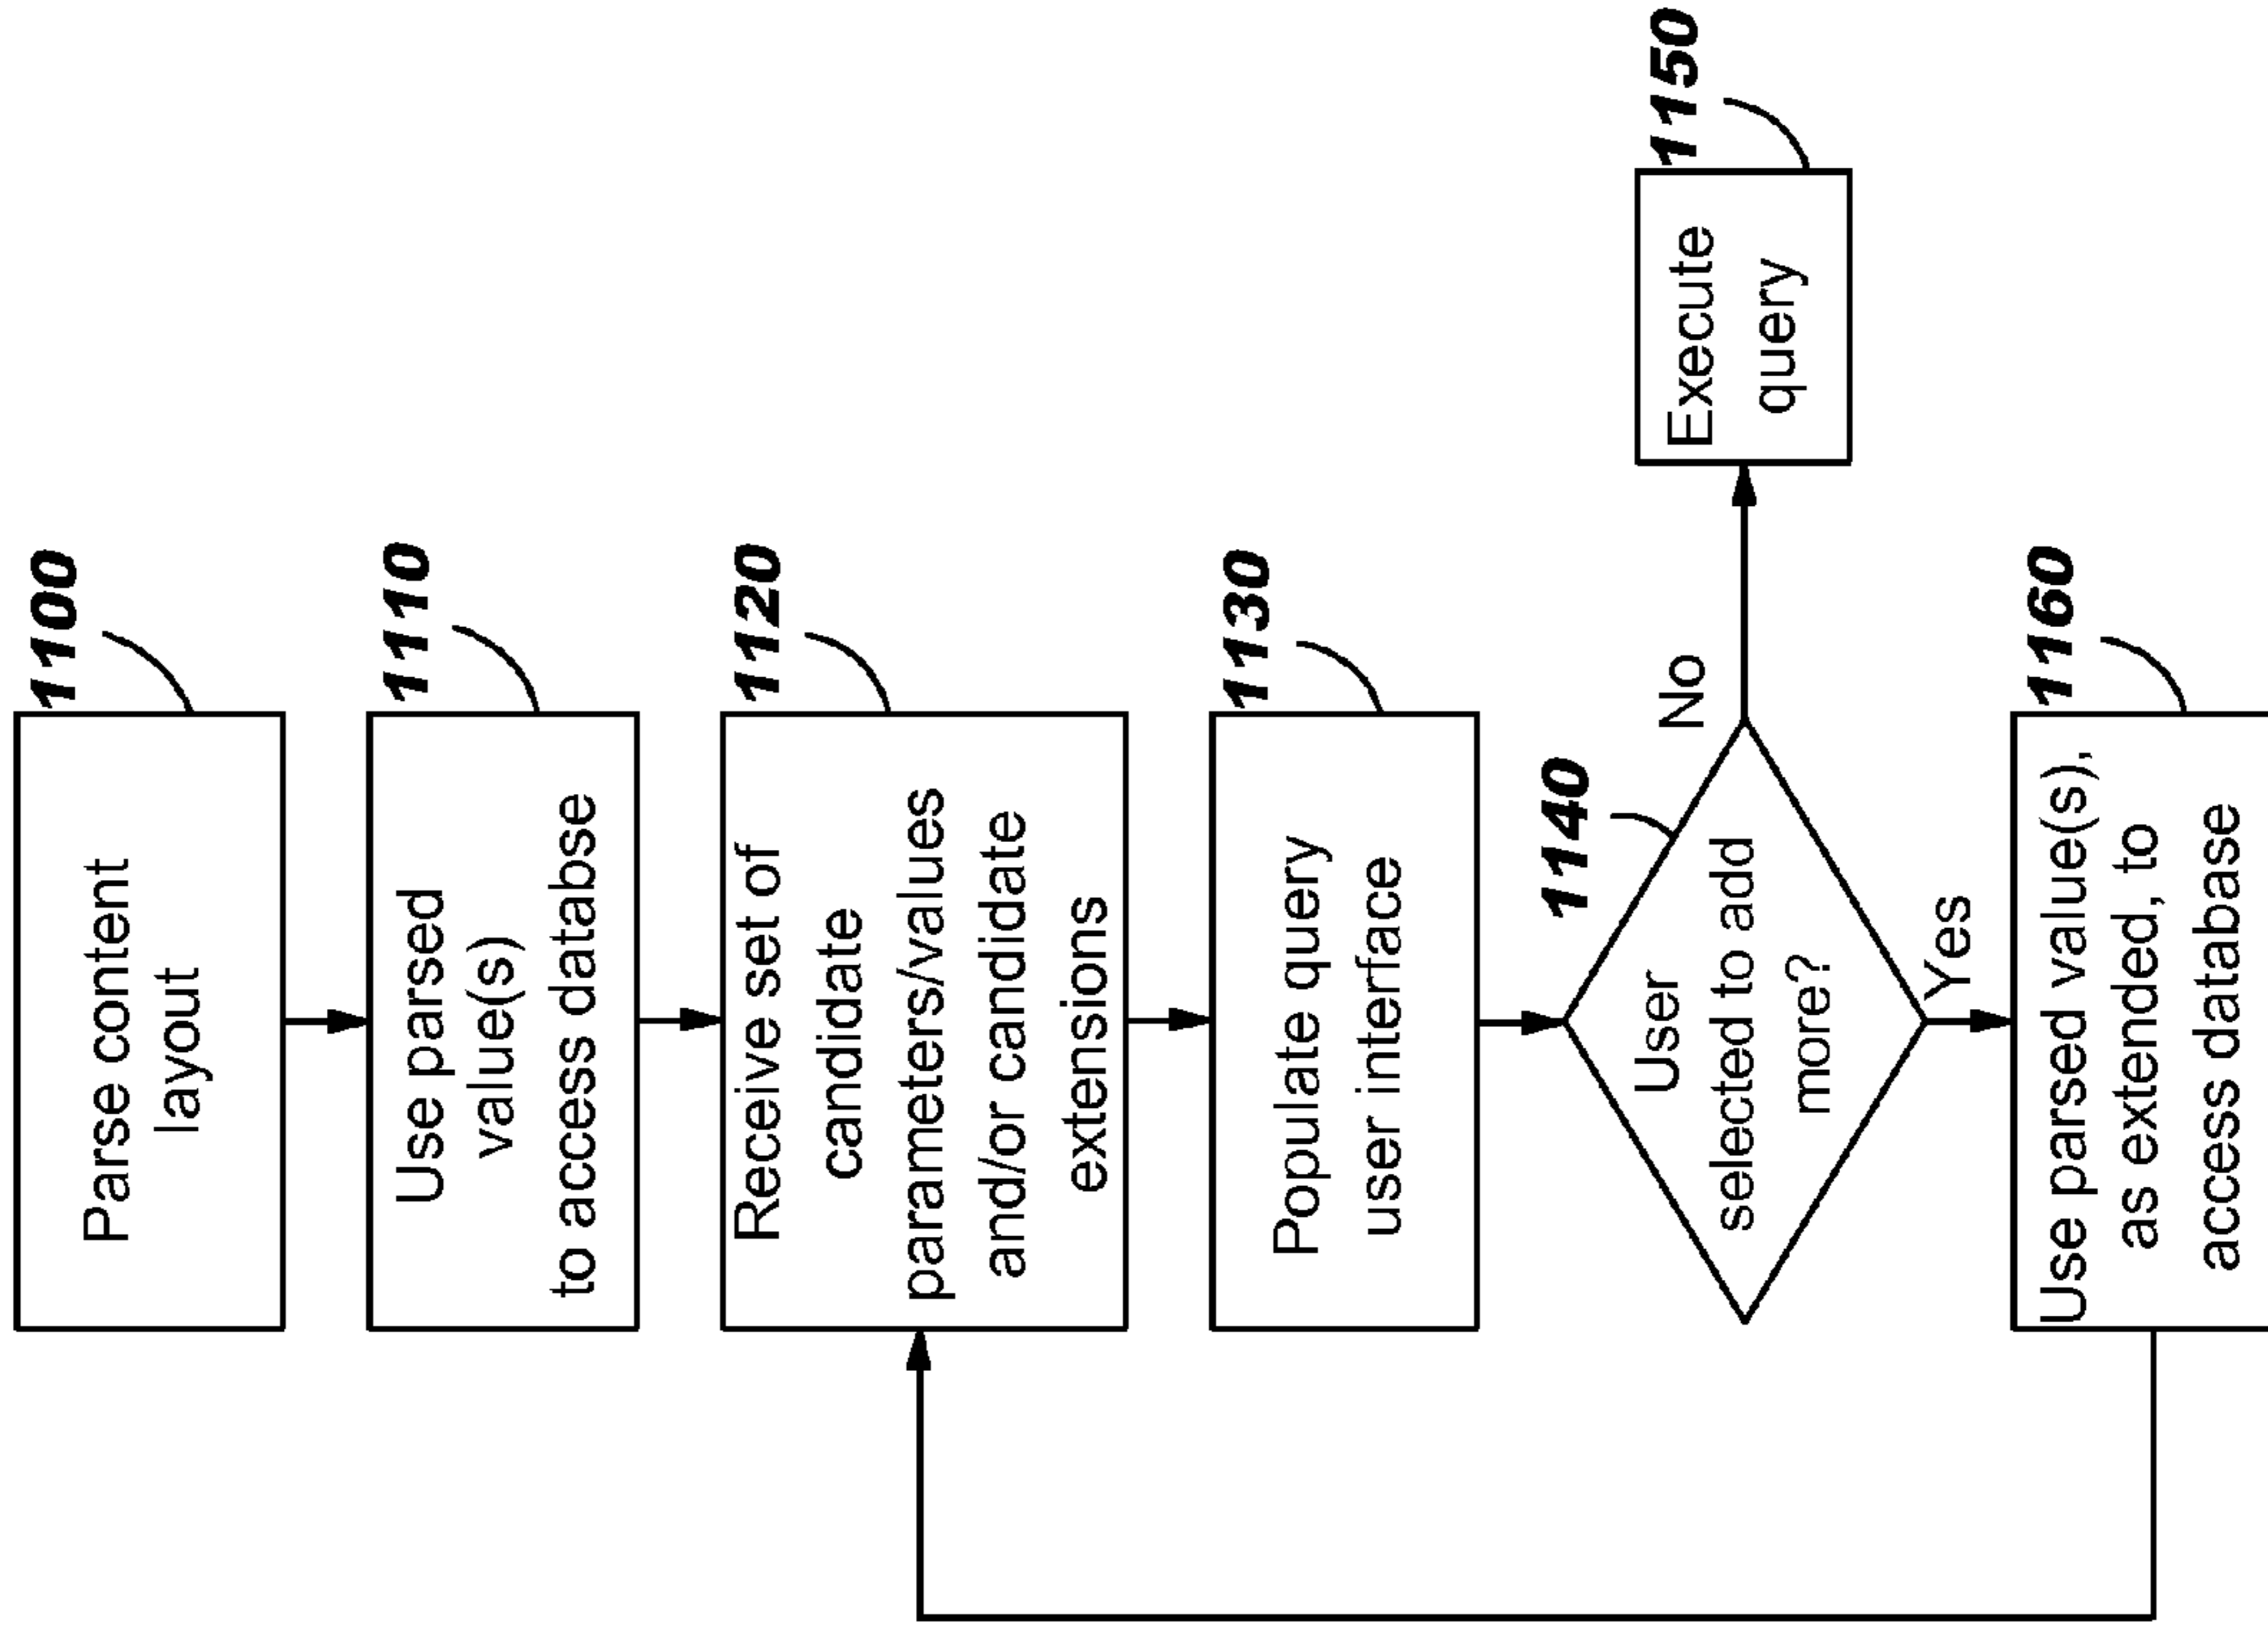 1100
Parse content
layout
1110
Use parsed
value(s)
to access databse
1120
Receive set of
candidate
parameters/values
and/or candidate
extensions
1130
Populate query
user interface
1140
User
selected to add
more?
No
1150
Execute
query
Yes
1160
Use parsed value(s),
as extended, to
access database